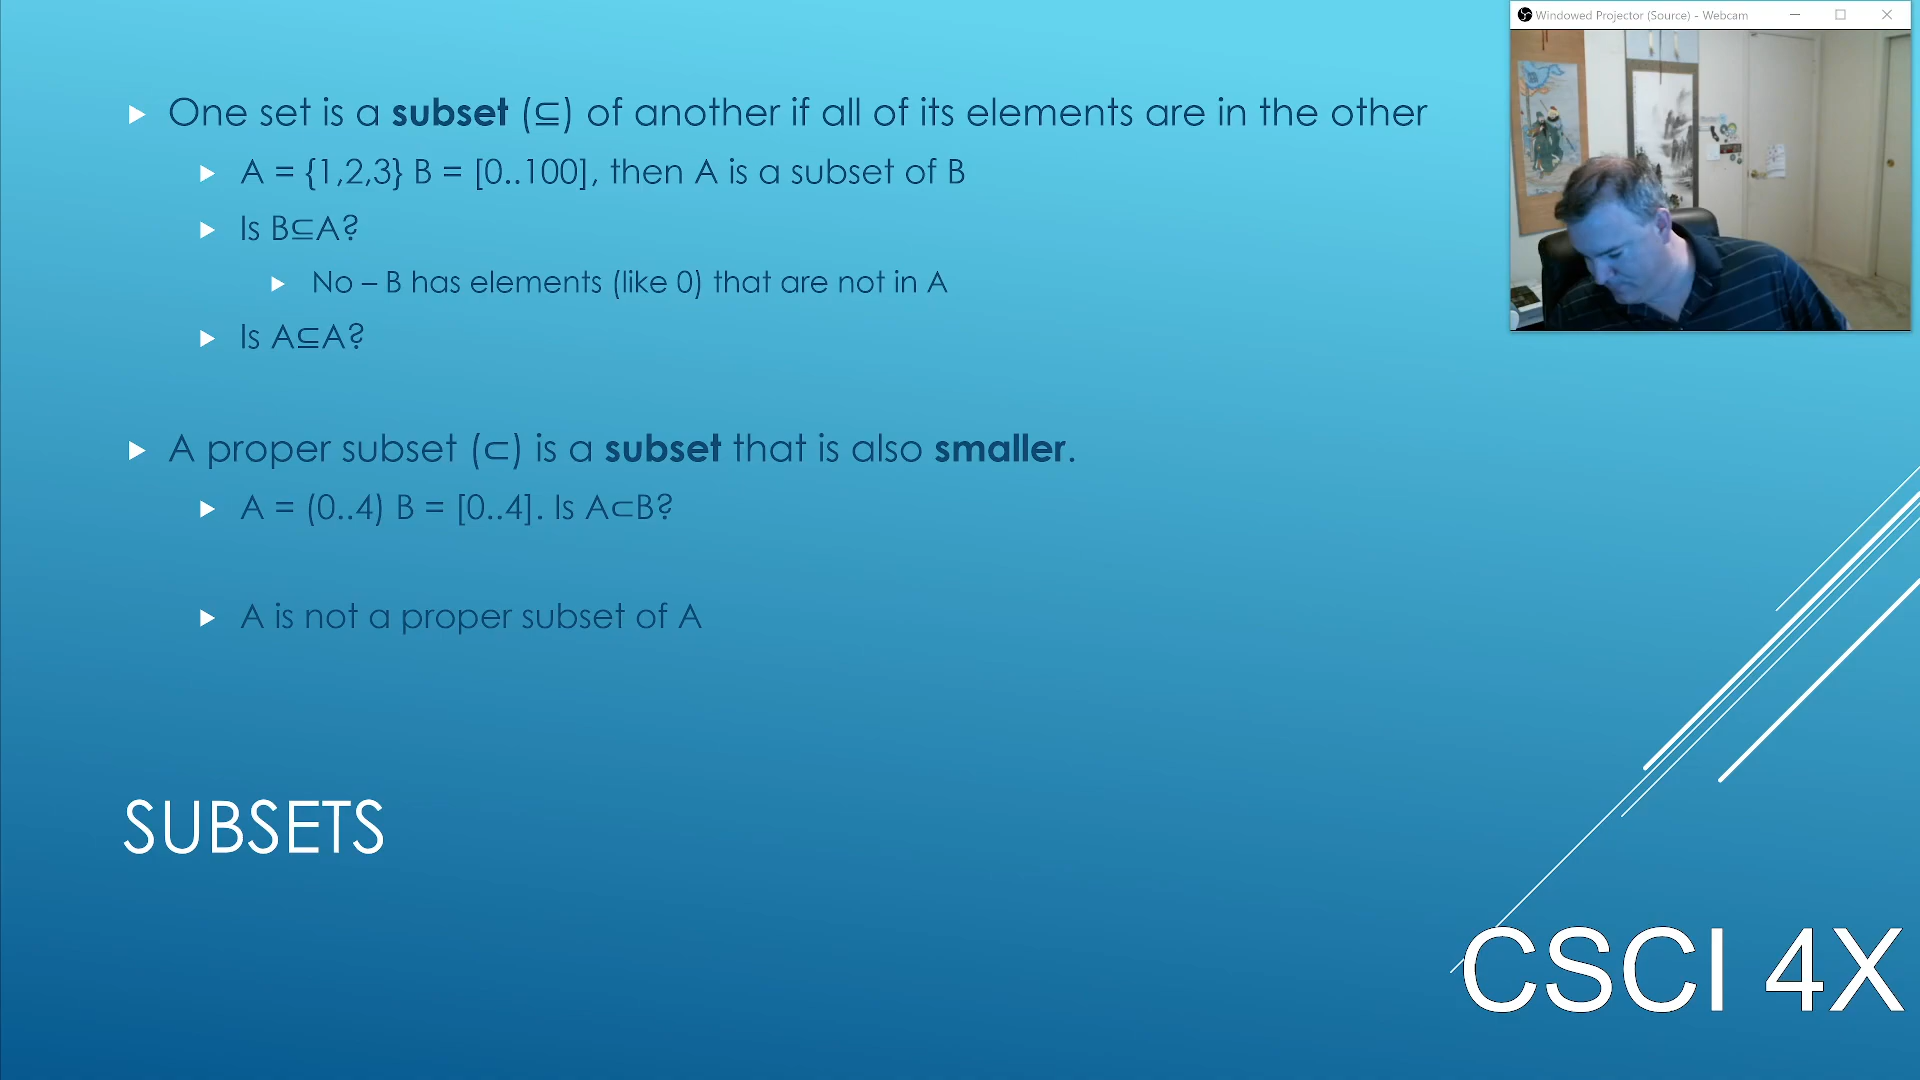 Windowed Projector (Source) - Webcam
One set is a subset (⊆) of another if all of its elements are in the other
A = {1,2,3} B = [0..100], then A is a subset of B
Is B⊆A?
No – B has elements (like 0) that are not in A
Is A⊆A?
A proper subset (⊂) is a subset that is also smaller.
A = (0..4) B = [0..4]. Is A⊂B?
A is not a proper subset of A
SUBSETS
CSCI 4X